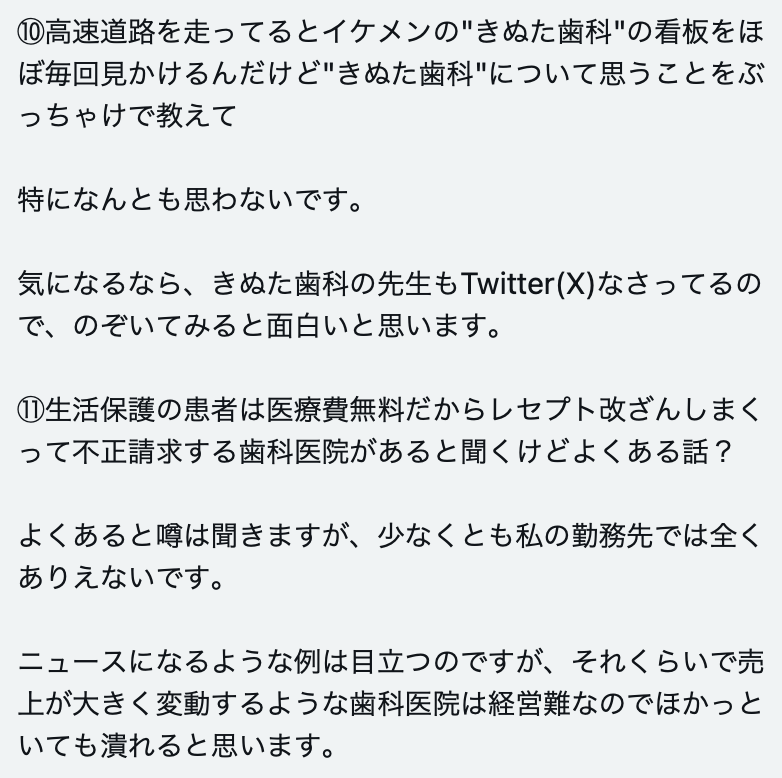 ⑩高速道路を走ってるとイケメンの"きぬた歯科"の看板をほ
ぼ毎回見かけるんだけど"きぬた歯科"について思うことをぶ
っちゃけで教えて
特になんとも思わないです。
気になるなら、きぬた歯科の先生もTwitter(X)なさってるの
で、のぞいてみると面白いと思います。
⑪生活保護の患者は医療費無料だからレセプト改ざんしまく
って不正請求する歯科医院があると聞くけどよくある話？
よくあると噂は聞きますが、少なくとも私の勤務先では全く
ありえないです。
ニュースになるような例は目立つのですが、それくらいで売
上が大きく変動するような歯科医院は経営難なのでほかっと
いても潰れると思います。